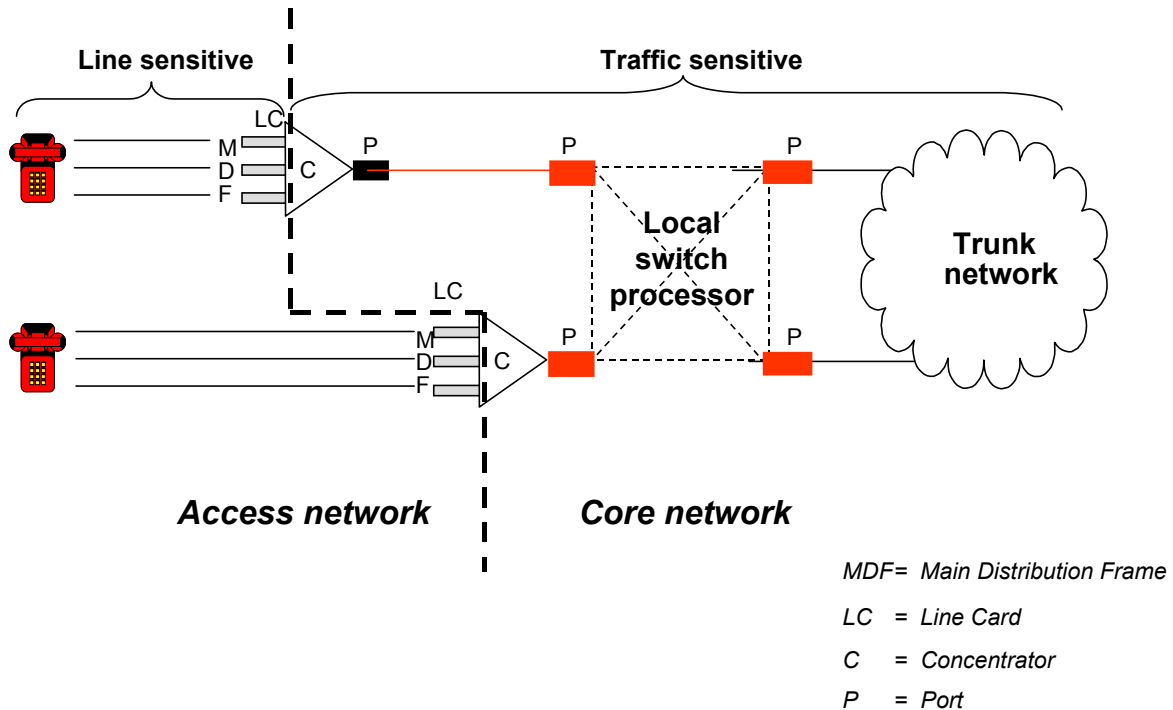 Line sensitive
Traffic sensitive
LC
M
D
F
C
P
P
P
Local
switch
processor
Trunk
network
LC
M
D
F
C
P
P
Access network
Core network
MDF= Main Distribution Frame
LC = Line Card
C = Concentrator
P = Port